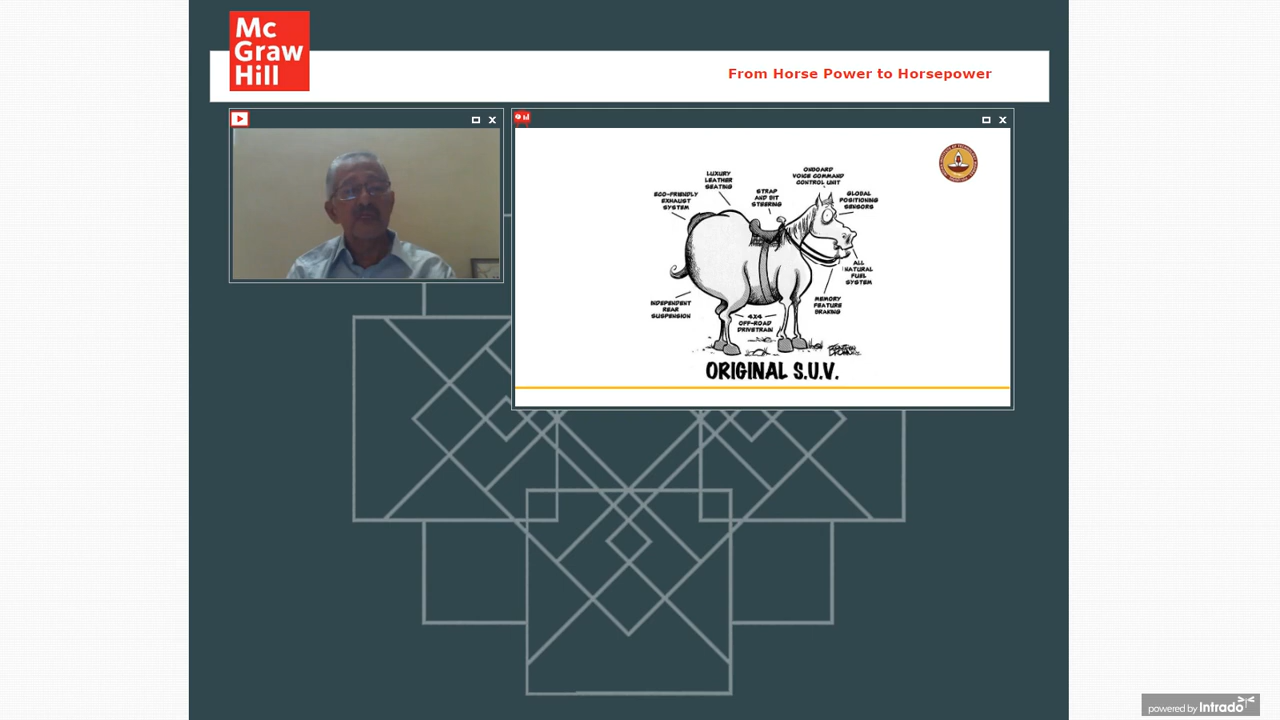 Mc
Graw
Hill
From Horse Power to Horsepower
ONBOARD
VOICE COMMAND
CONTROL UNIT
LUXURY
LEATHER
SEATING
STRAP
AND BIT
STEERING
ECO-FRIENDLY
EXHAUST
SYSTEM
GLOBAL
POSITIONING
SENSORS
ALL
NATURAL
FUEL
SYSTEM
INDEPENDENT
REAR
SUSPENSION
MEMORY
FEATURE
BRAKING
4X4
OFF-ROAD
DRIVETRAIN
ORIGINAL S.U.V.
powered by Intrado